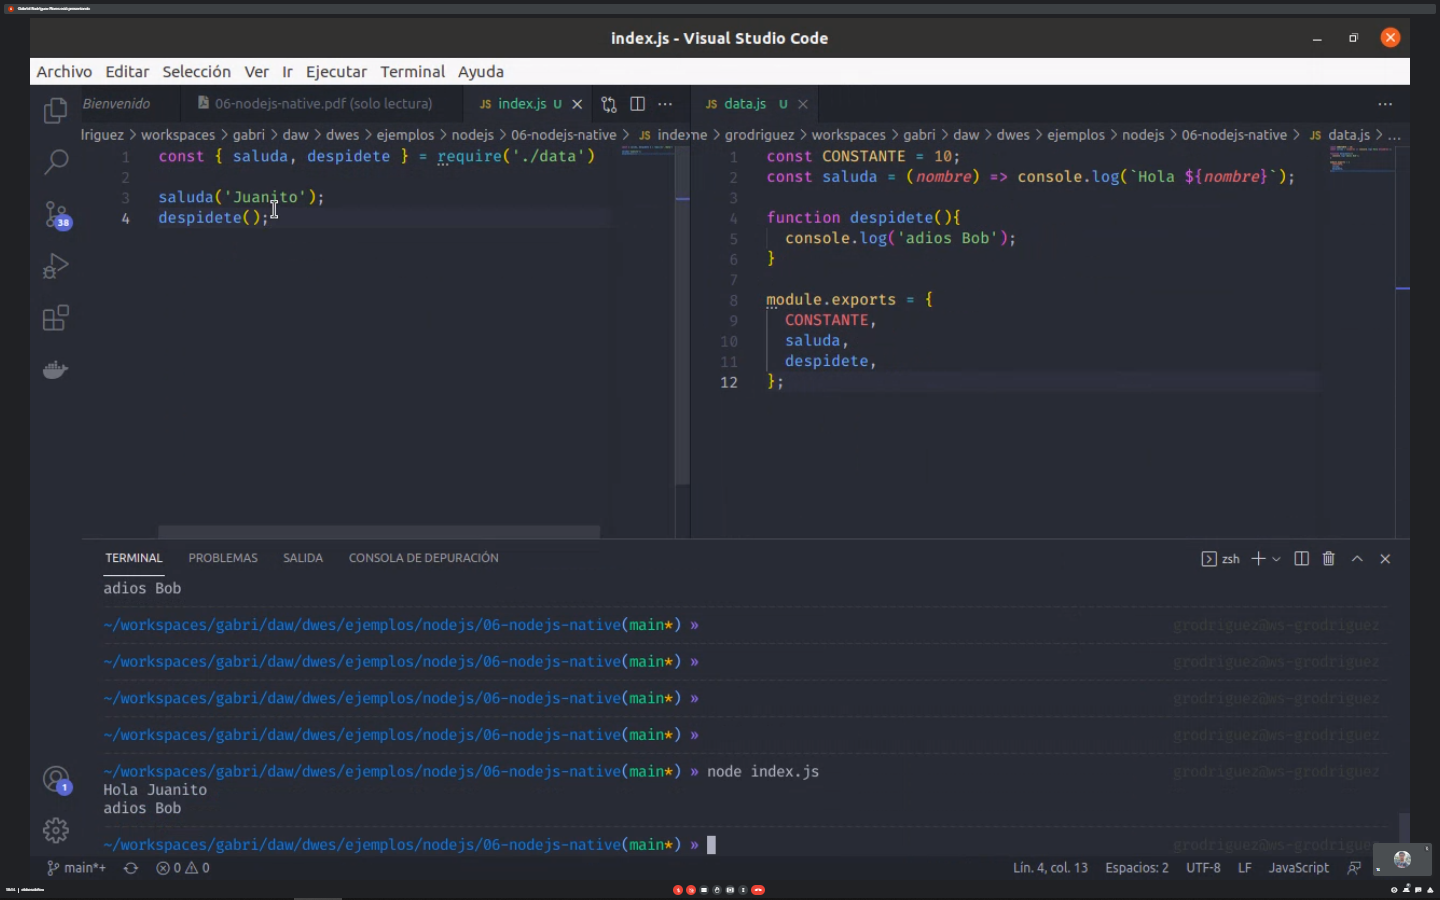 Gabriel Rodríguez Flores está presentando
index.js - Visual Studio Code
Archivo Editar Selección Ver Ir Ejecutar Terminal Ayuda
Bienvenido 06-nodejs-native.pdf (solo lectura) JS index.js U
lriguez > workspaces > gabri > daw > dwes > ejemplos > nodejs > 06-nodejs-native > JS inde
1 const { saluda, despidete } = require('./data')
2
3 saluda('Juanito');
4 despidete();
JS data.js U
me > grodriguez > workspaces > gabri > daw > dwes > ejemplos > nodejs > 06-nodejs-native > JS data.js > ...
1 const CONSTANTE = 10;
2 const saluda = (nombre) => console.log(`Hola ${nombre}`);
3
4 function despidete(){
5 console.log('adios Bob');
6 }
7
8 module.exports = {
9 CONSTANTE,
10 saluda,
11 despidete,
12 };
38
TERMINAL PROBLEMAS SALIDA CONSOLA DE DEPURACIÓN zsh
adios Bob
~/workspaces/gabri/daw/dwes/ejemplos/nodejs/06-nodejs-native(main*) » grodriguez@ws-grodriguez
~/workspaces/gabri/daw/dwes/ejemplos/nodejs/06-nodejs-native(main*) » grodriguez@ws-grodriguez
~/workspaces/gabri/daw/dwes/ejemplos/nodejs/06-nodejs-native(main*) » grodriguez@ws-grodriguez
~/workspaces/gabri/daw/dwes/ejemplos/nodejs/06-nodejs-native(main*) » grodriguez@ws-grodriguez
~/workspaces/gabri/daw/dwes/ejemplos/nodejs/06-nodejs-native(main*) » node index.js grodriguez@ws-grodriguez
Hola Juanito
adios Bob
~/workspaces/gabri/daw/dwes/ejemplos/nodejs/06-nodejs-native(main*) » grodriguez@ws-grodriguez
1
main*+ 0 0 Lín. 4, col. 13 Espacios: 2 UTF-8 LF JavaScript